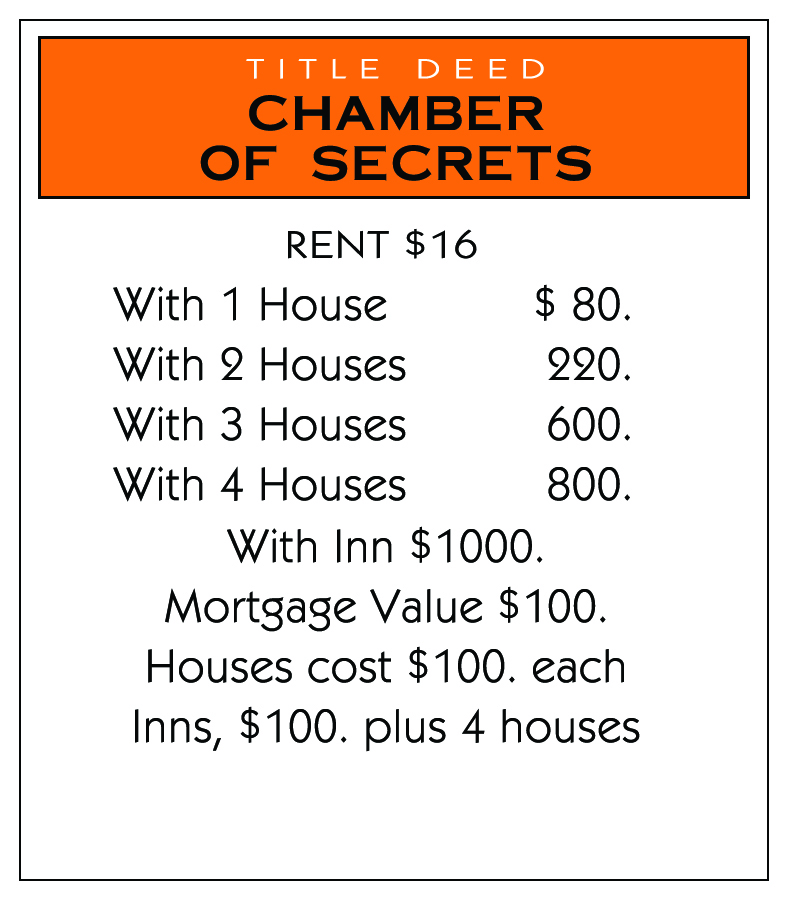 TITLE DEED
CHAMBER
OF SECRETS
RENT $16
With 1 House $ 80.
With 2 Houses 220.
With 3 Houses 600.
With 4 Houses 800.
With Inn $1000.
Mortgage Value $100.
Houses cost $100. each
Inns, $100. plus 4 houses